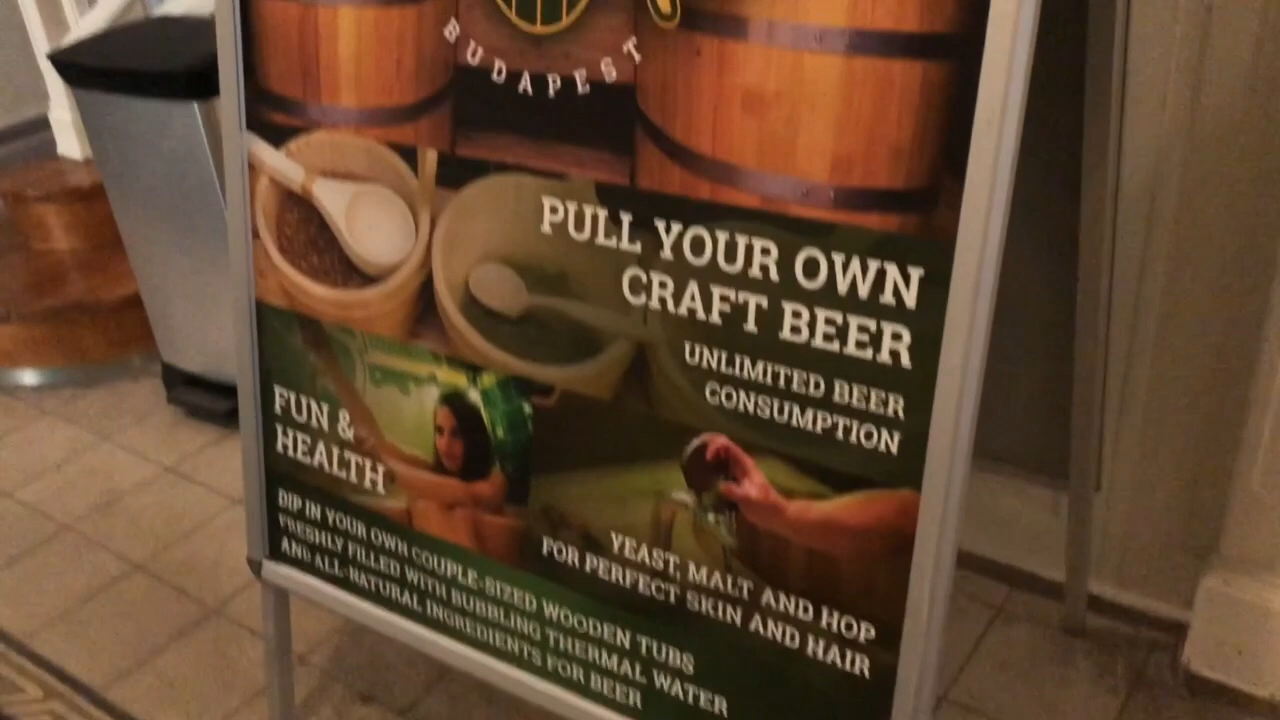 BUDAPEST
PULL YOUR OWN
CRAFT BEER
UNLIMITED BEER
CONSUMPTION
FUN &
HEALTH
DIP IN YOUR OWN COUPLE-SIZED WOODEN TUBS
FRESHLY FILLED WITH BUBBLING THERMAL WATER
AND ALL-NATURAL INGREDIENTS FOR BEER
YEAST, MALT AND HOP
FOR PERFECT SKIN AND HAIR